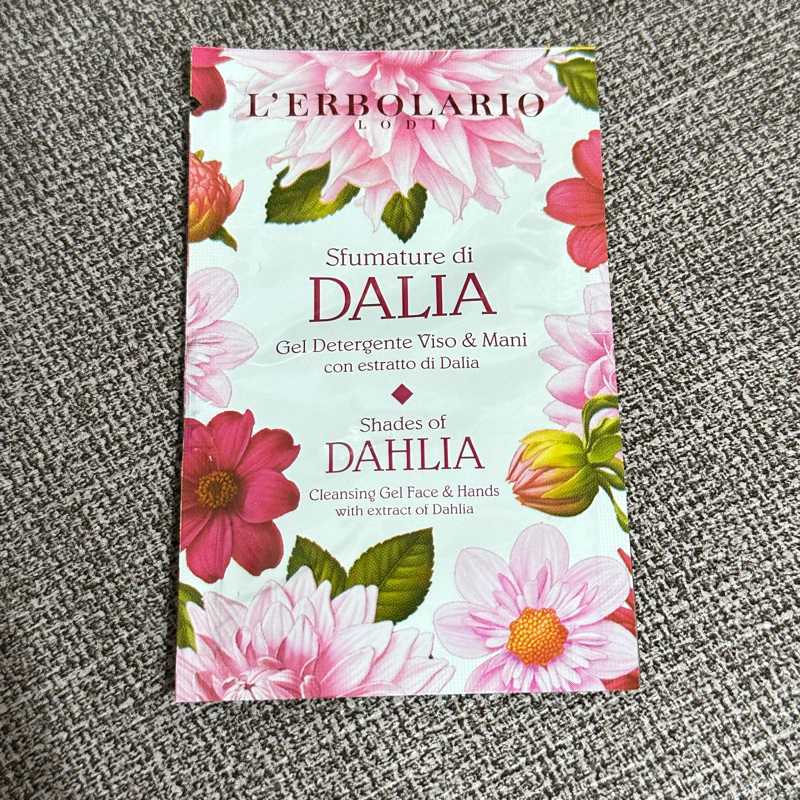 L'ERBOLARIO
LODI
Sfumature di
DALIA
Gel Detergente Viso & Mani
con estratto di Dalia
Shades of
DAHLIA
Cleansing Gel Face & Hands
with extract of Dahlia